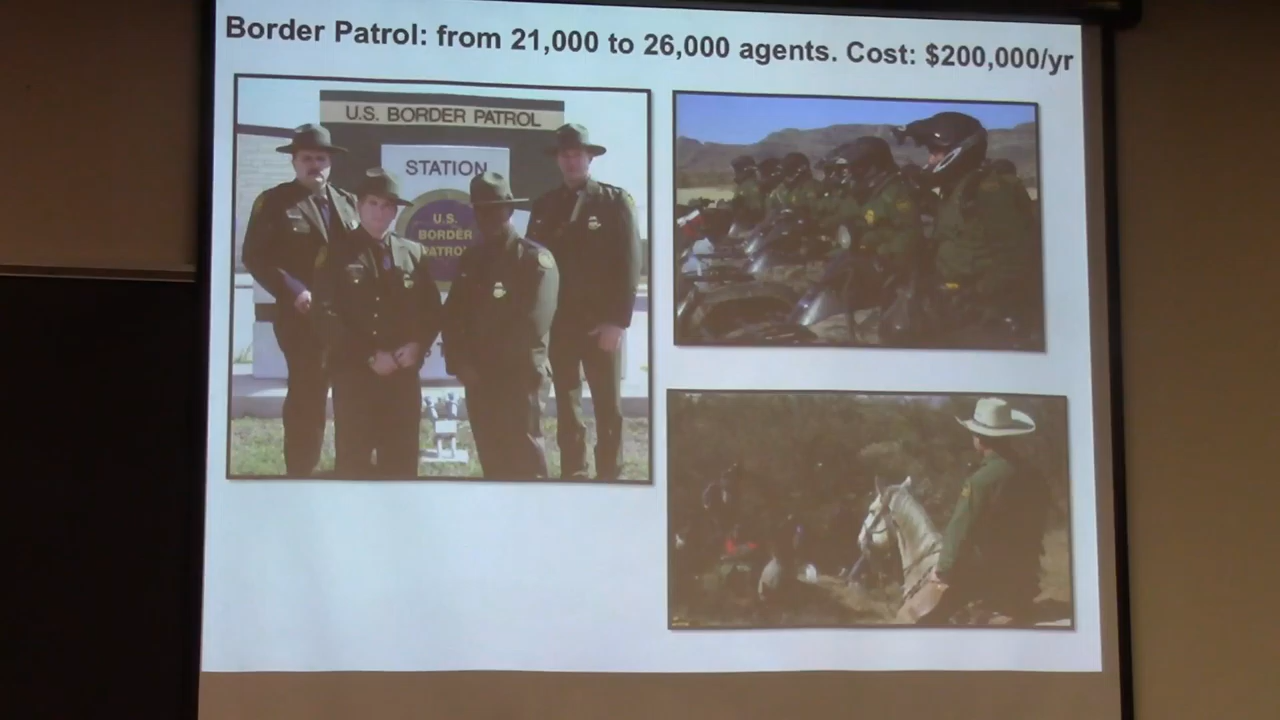 Border Patrol: from 21,000 to 26,000 agents. Cost: $200,000/yr
U.S. BORDER PATROL
STATION
U.S.
BORDER
PATROL